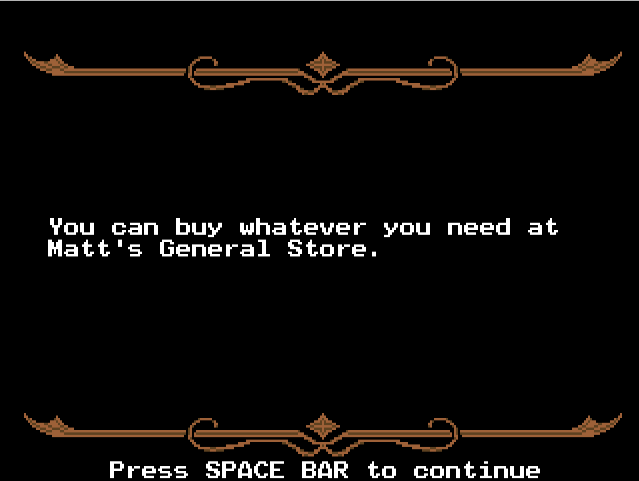 You can buy whatever you need at
Matt's General Store.
Press SPACE BAR to continue